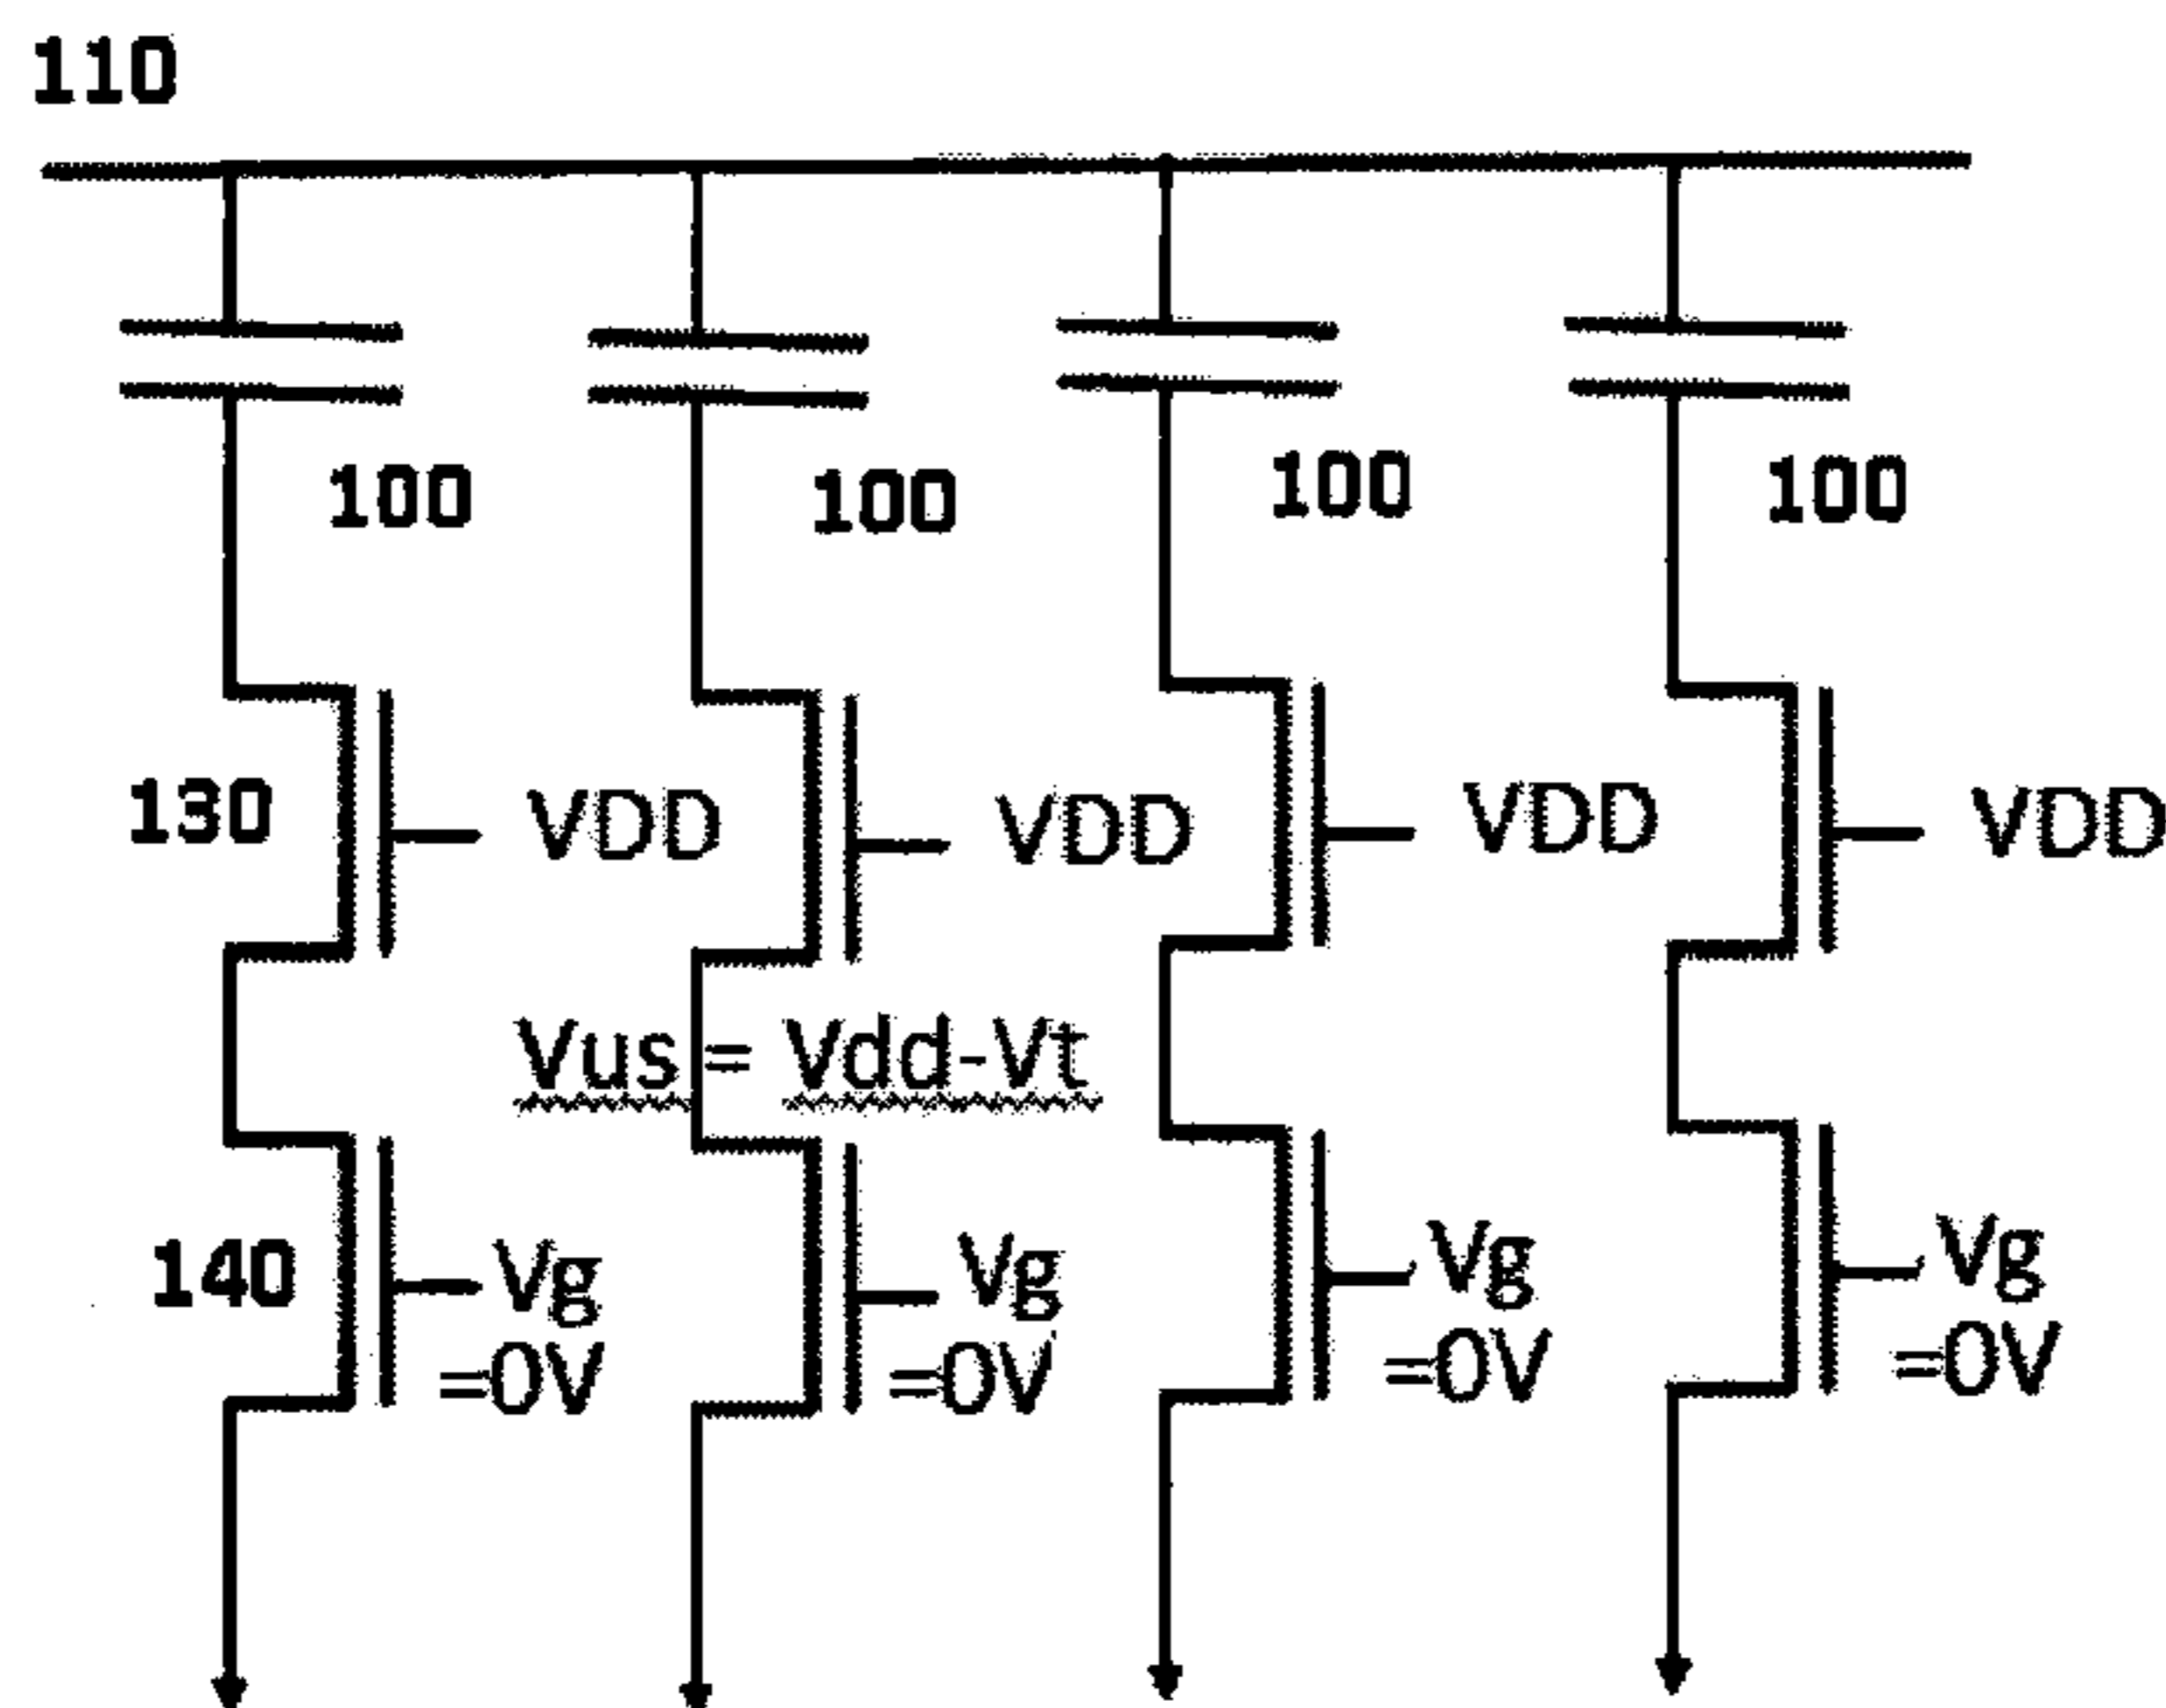 110
100 100 100 100
130 VDD VDD VDD VDD
Vus = Vdd-Vt
140 Vg Vg Vg Vg
=0V =0V =0V =0V